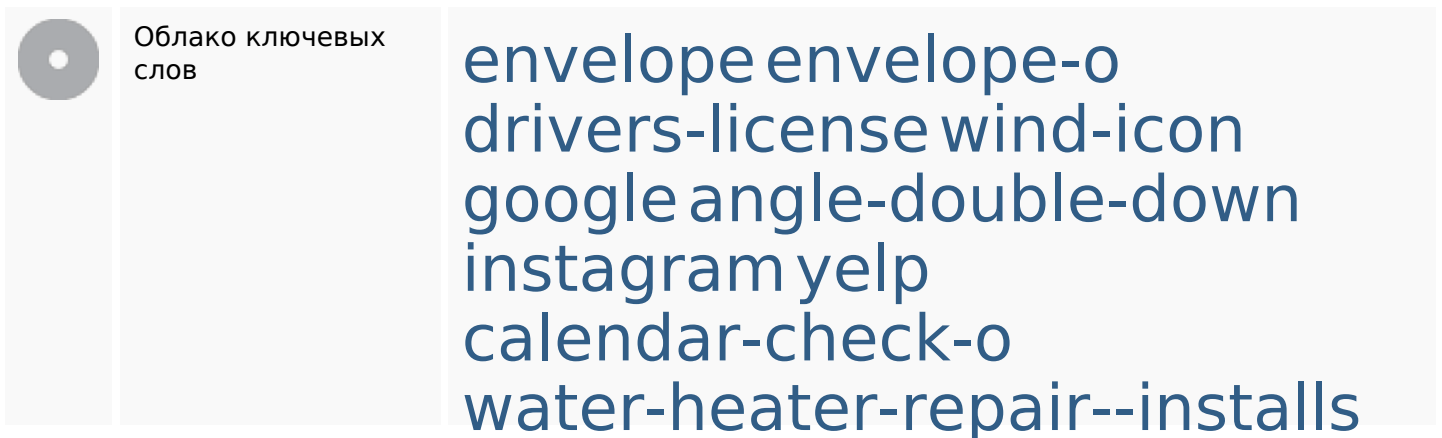 Облако ключевых
слов
envelope envelope-o
drivers-license wind-icon
google angle-double-down
instagram yelp
calendar-check-o
water-heater-repair--installs